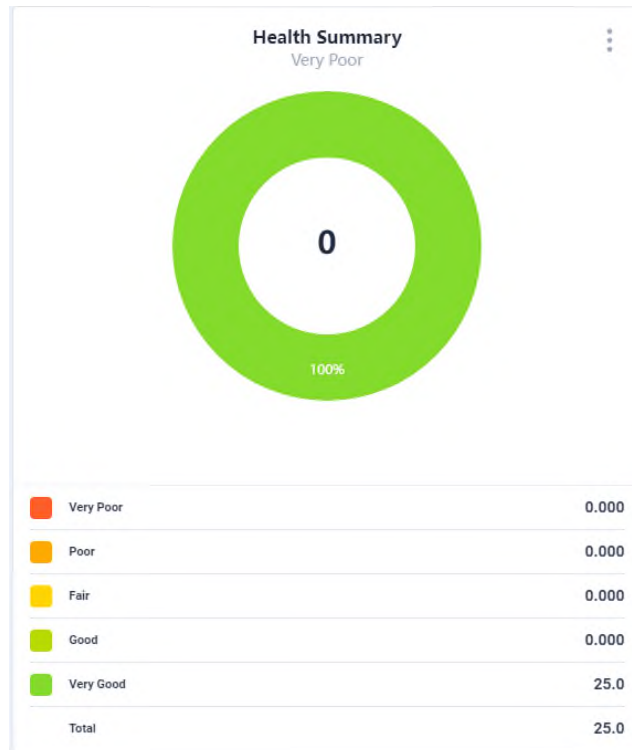 Health Summary
Very Poor
0
100%
Very Poor 0.000
Poor 0.000
Fair 0.000
Good 0.000
Very Good 25.0
Total 25.0